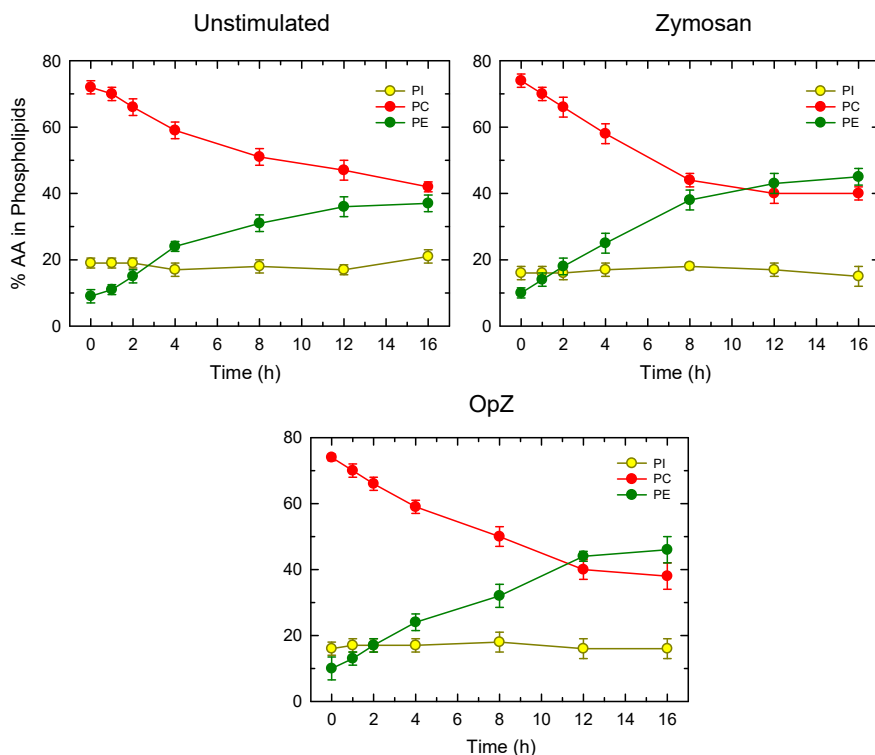 Unstimulated
Zymosan
% AA in Phospholipids
80
60
40
20
0
PI
PC
PE
0 2 4 6 8 10 12 14 16
Time (h)
80
60
40
20
0
PI
PC
PE
0 2 4 6 8 10 12 14 16
Time (h)
OpZ
80
60
40
20
0
PI
PC
PE
0 2 4 6 8 10 12 14 16
Time (h)